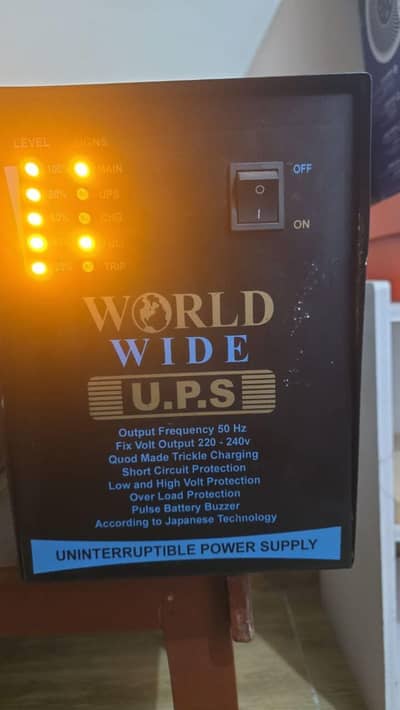 LEVEL SIGNS
100% MAIN
80% UPS
60% CHG
TRIP
OFF
ON
WORLD
WIDE
U.P.S
Output Frequency 50 Hz
Fix Volt Output 220 - 240v
Quod Made Trickle Charging
Short Circuit Protection
Low and High Volt Protection
Over Load Protection
Pulse Battery Buzzer
According to Japanese Technology
UNINTERRUPTIBLE POWER SUPPLY